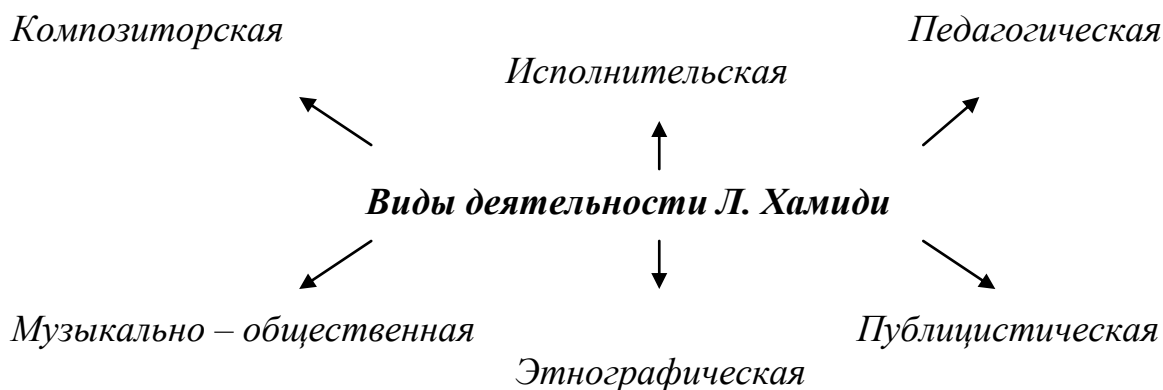 Композиторская
Педагогическая
Исполнительская
Виды деятельности Л. Хамиди
Музыкально – общественная
Публицистическая
Этнографическая